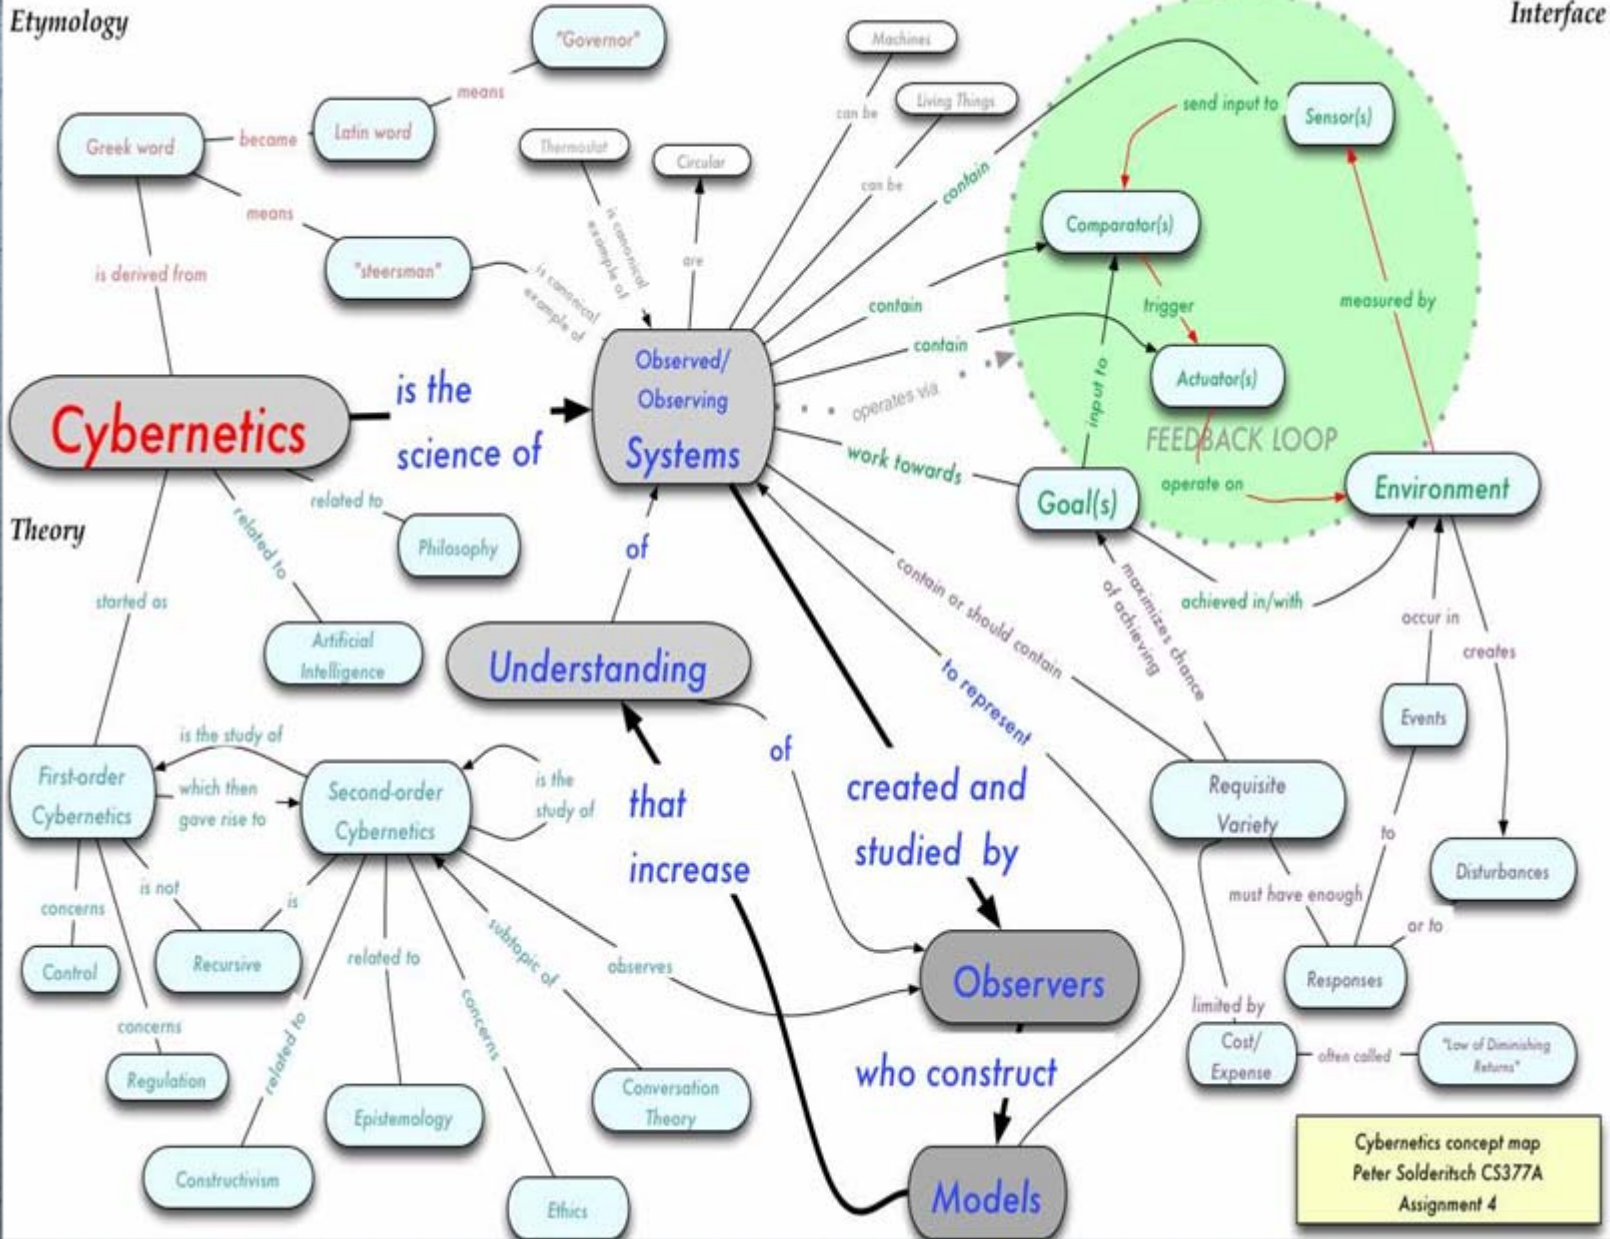 Etymology
Interface
"Governor"
Machines
means
Living Things
can be
send input to
Sensor(s)
Greek word
became
Latin word
Thermostat
Circular
can be
contain
means
is canonical
example of
Comparator(s)
is derived from
"steersman"
is canonical
example of
are
contain
trigger
measured by
contain
Cybernetics
is the
science of
Observed/
Observing
Systems
operates via
input to
Actuator(s)
FEEDBACK LOOP
work towards
operate on
Goal(s)
Environment
related to
Philosophy
Theory
related to
of
contain or should contain
maximizes chance
of achieving
achieved in/with
occur in
creates
started as
Artificial
Intelligence
Understanding
to represent
Events
is the study of
of
First-order
Cybernetics
which then
gave rise to
Second-order
Cybernetics
is the
study of
that
increase
created and
studied by
Requisite
Variety
to
Disturbances
is not
is
must have enough
or to
concerns
Control
Recursive
related to
subtopic of
observes
Observers
Responses
concerns
related to
concerns
limited by
Regulation
Epistemology
Conversation
Theory
who construct
Cost/
Expense
often called
"Law of Diminishing
Returns"
Constructivism
Ethics
Models
Cybernetics concept map
Peter Solderitsch CS377A
Assignment 4